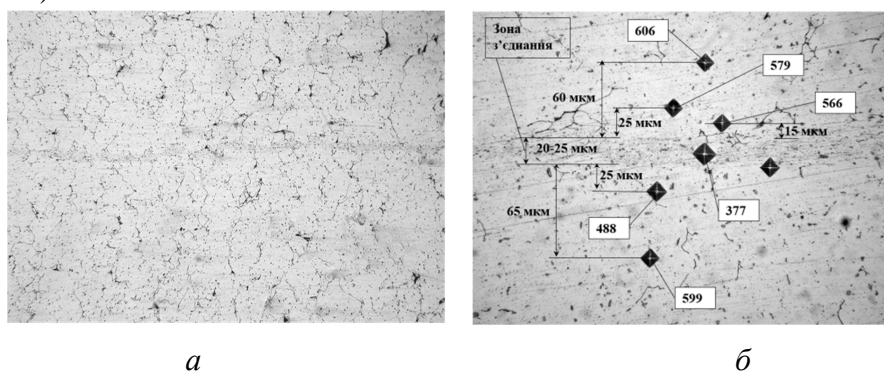 Зона
з'єднання
606
579
566
60 мкм
25 мкм
15 мкм
20-25 мкм
25 мкм
65 мкм
488
377
599
а
б